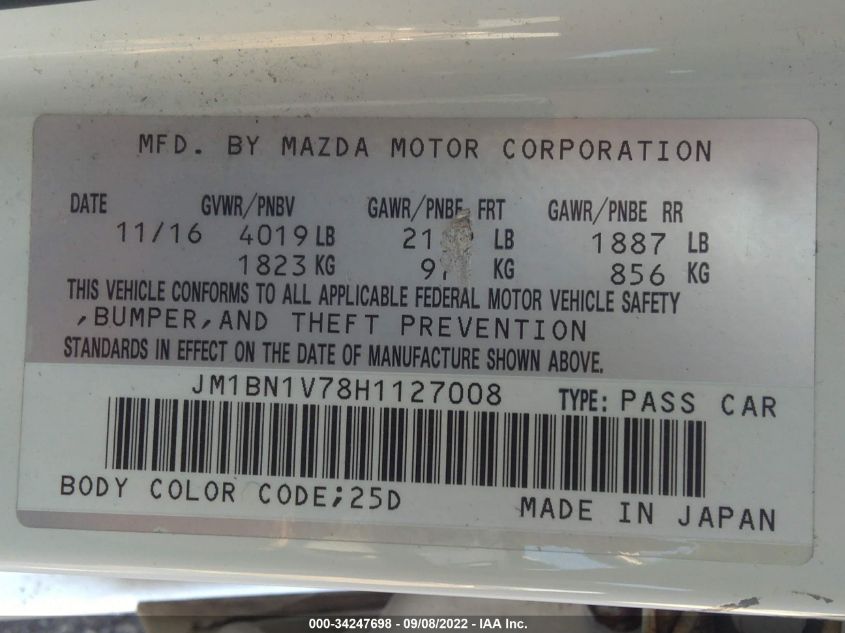 MFD. BY MAZDA MOTOR CORPORATION
DATE GVWR/PNBV GAWR/PNBE FRT GAWR/PNBE RR
11/16 4019 LB LB 1887 LB
1823 KG KG 856 KG
THIS VEHICLE CONFORMS TO ALL APPLICABLE FEDERAL MOTOR VEHICLE SAFETY
,BUMPER,AND THEFT PREVENTION
STANDARDS IN EFFECT ON THE DATE OF MANUFACTURE SHOWN ABOVE.
JM1BN1V78H1127008 TYPE: PASS CAR
BODY COLOR CODE;25D MADE IN JAPAN
000-34247698 - 09/08/2022 - IAA Inc.